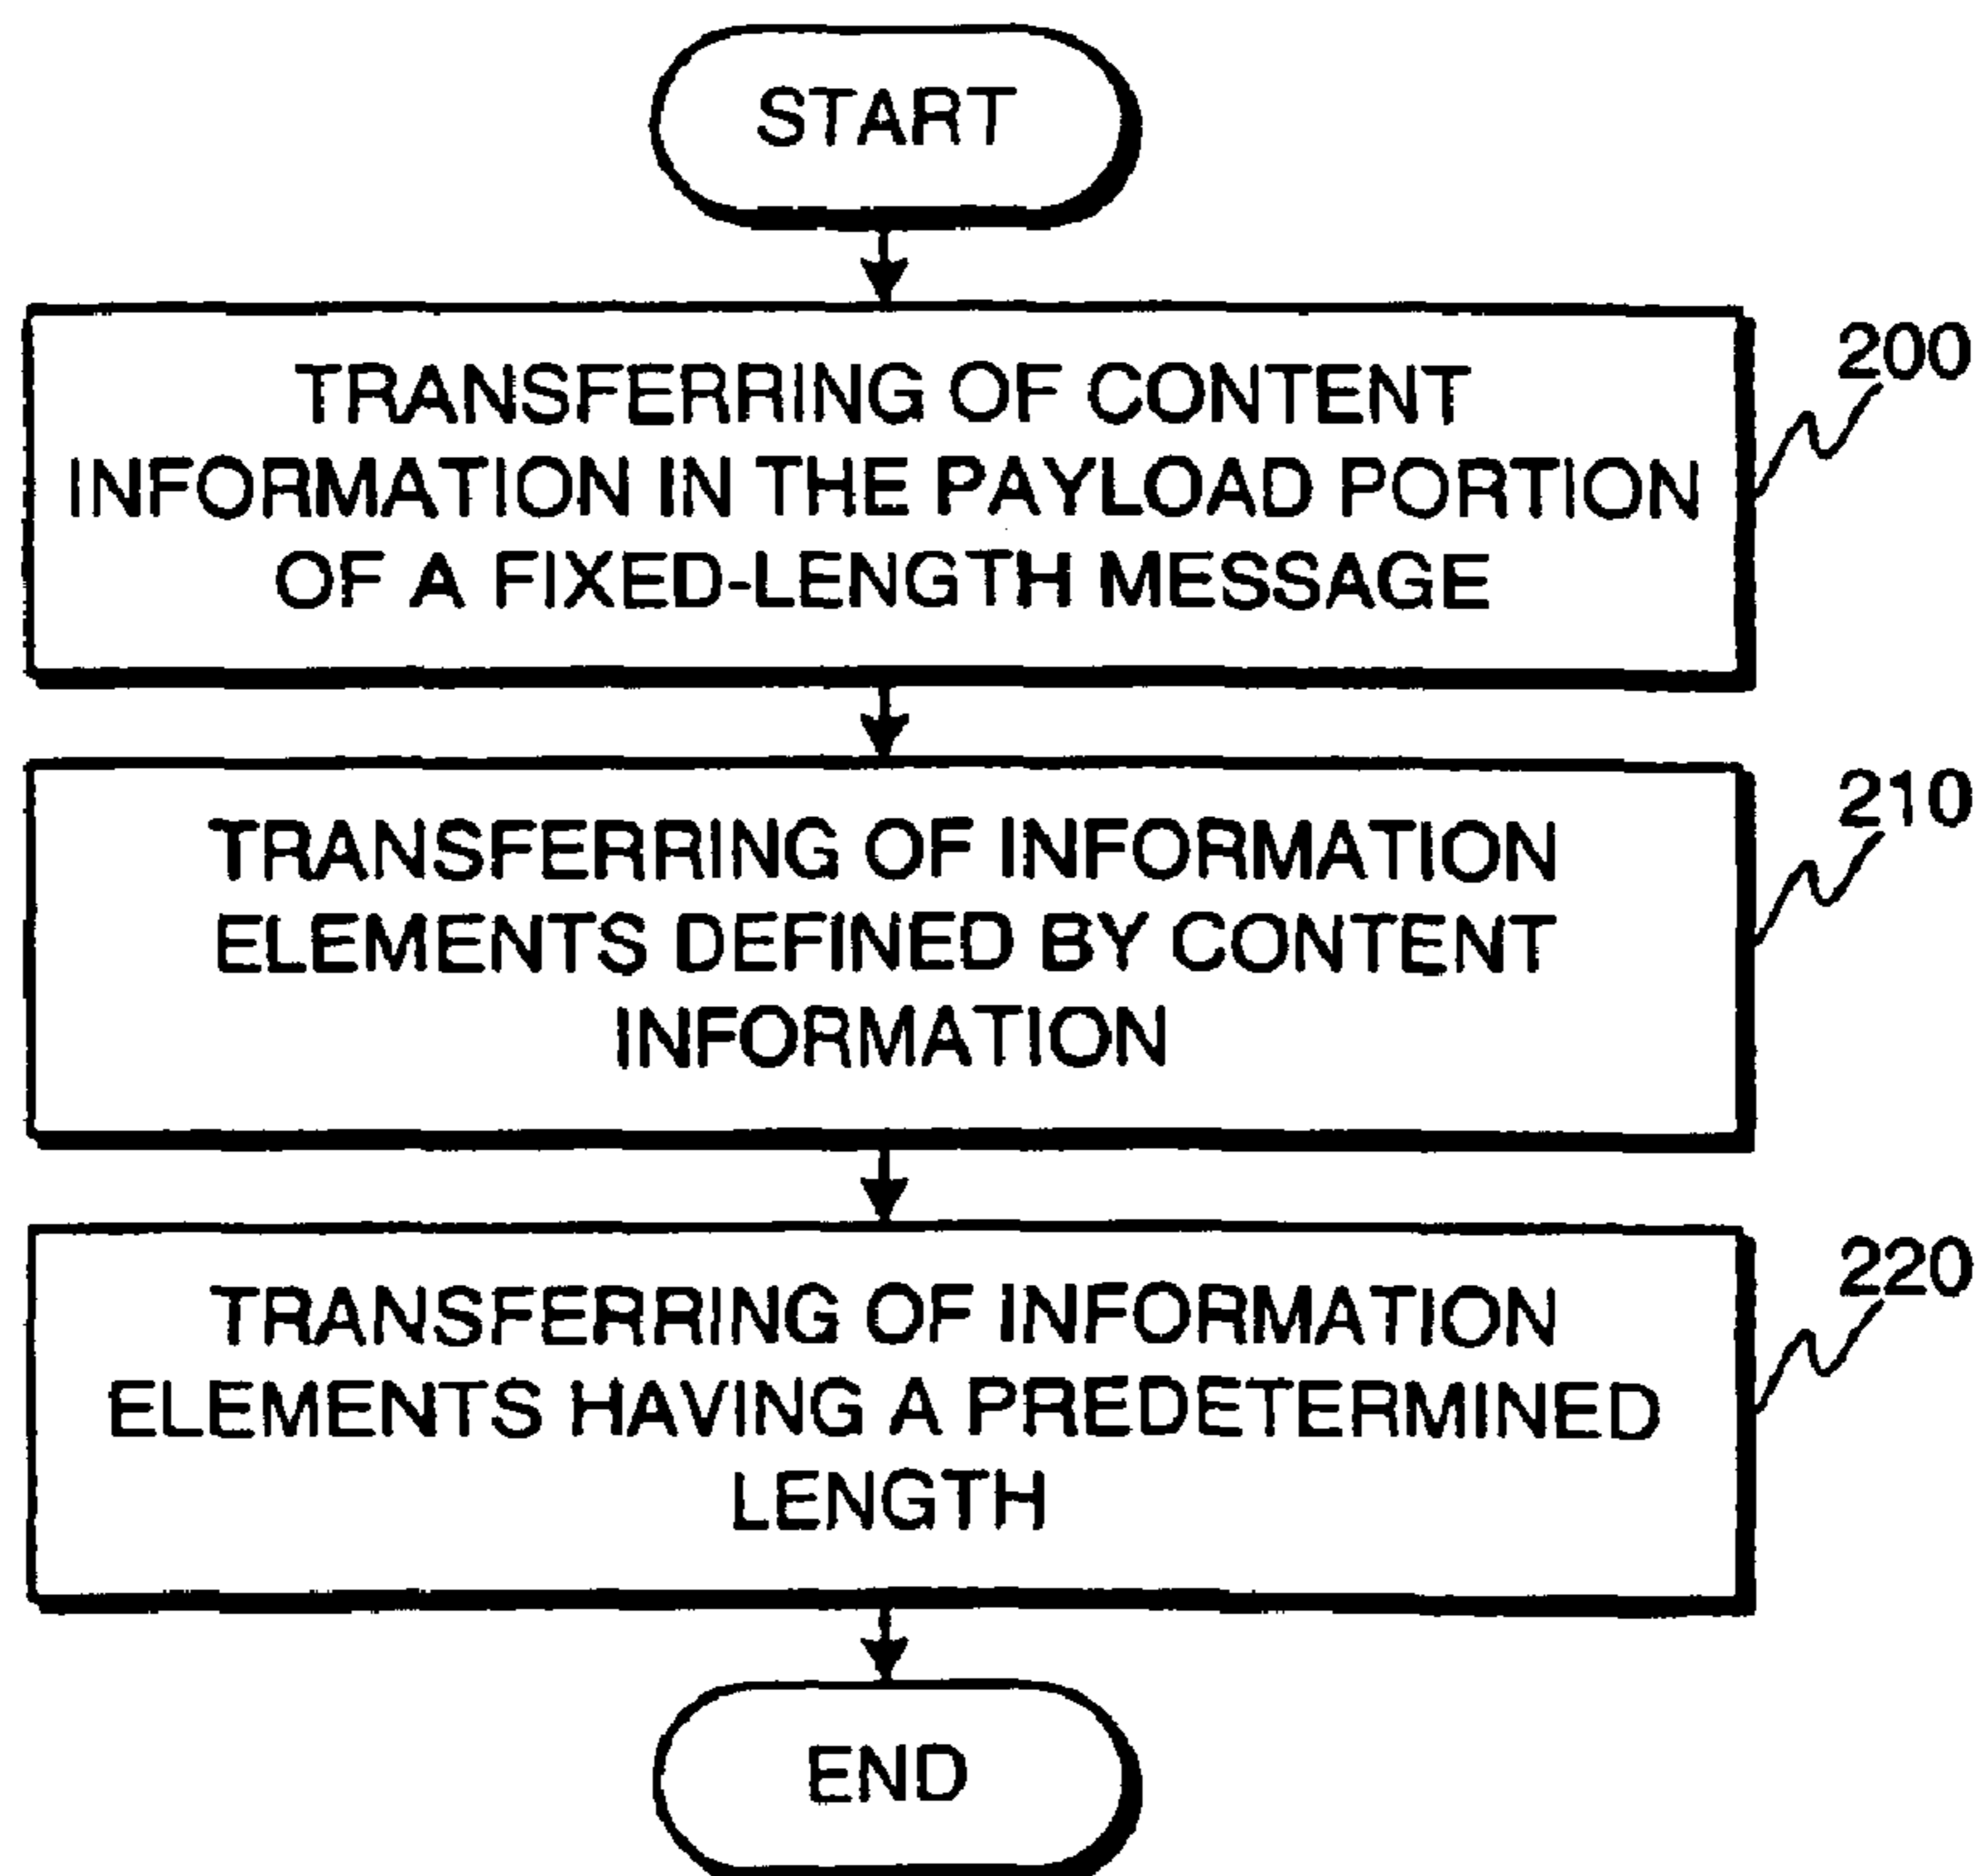 START
TRANSFERRING OF CONTENT
INFORMATION IN THE PAYLOAD PORTION
OF A FIXED-LENGTH MESSAGE
200
TRANSFERRING OF INFORMATION
ELEMENTS DEFINED BY CONTENT
INFORMATION
210
TRANSFERRING OF INFORMATION
ELEMENTS HAVING A PREDETERMINED
LENGTH
220
END